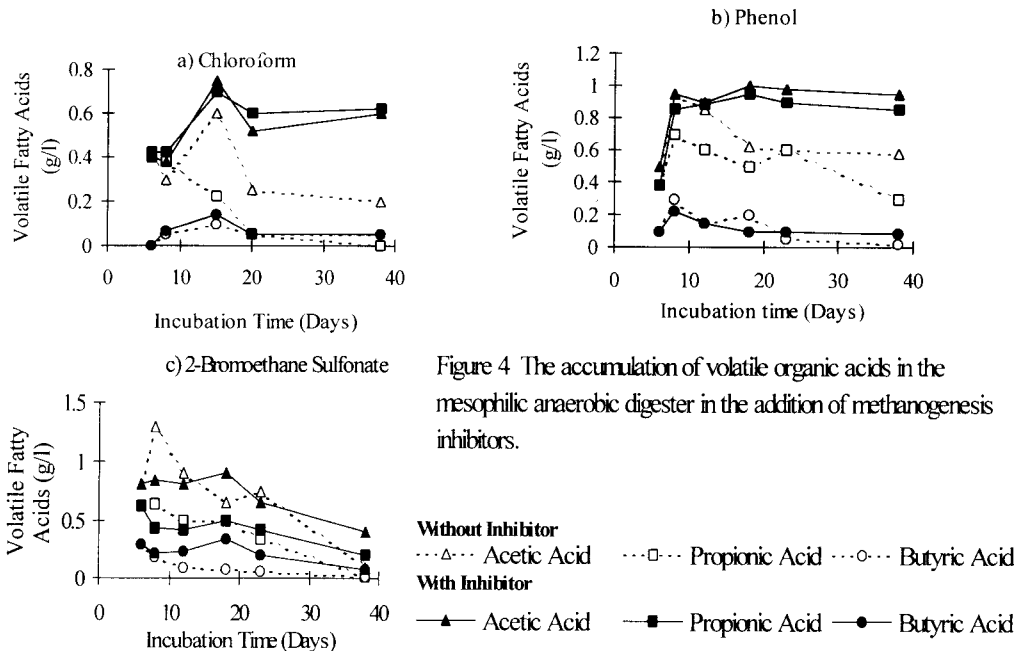 a) Chloroform
Volatile Fatty Acids
(g/l)
0.8
0.6
0.4
0.2
0
0 10 20 30 40
Incubation Time (Days)
b) Phenol
Volatile Fatty Acids
(g/l)
1.2
1
0.8
0.6
0.4
0.2
0
0 10 20 30 40
Incubation time (Days)
c) 2-Bromoethane Sulfonate
Volatile Fatty
Acids (g/l)
1.5
1
0.5
0
0 10 20 30 40
Incubation Time (Days)
Figure 4 The accumulation of volatile organic acids in the
mesophilic anaerobic digester in the addition of methanogenesis
inhibitors.
Without Inhibitor
Acetic Acid Propionic Acid Butyric Acid
With Inhibitor
Acetic Acid Propionic Acid Butyric Acid